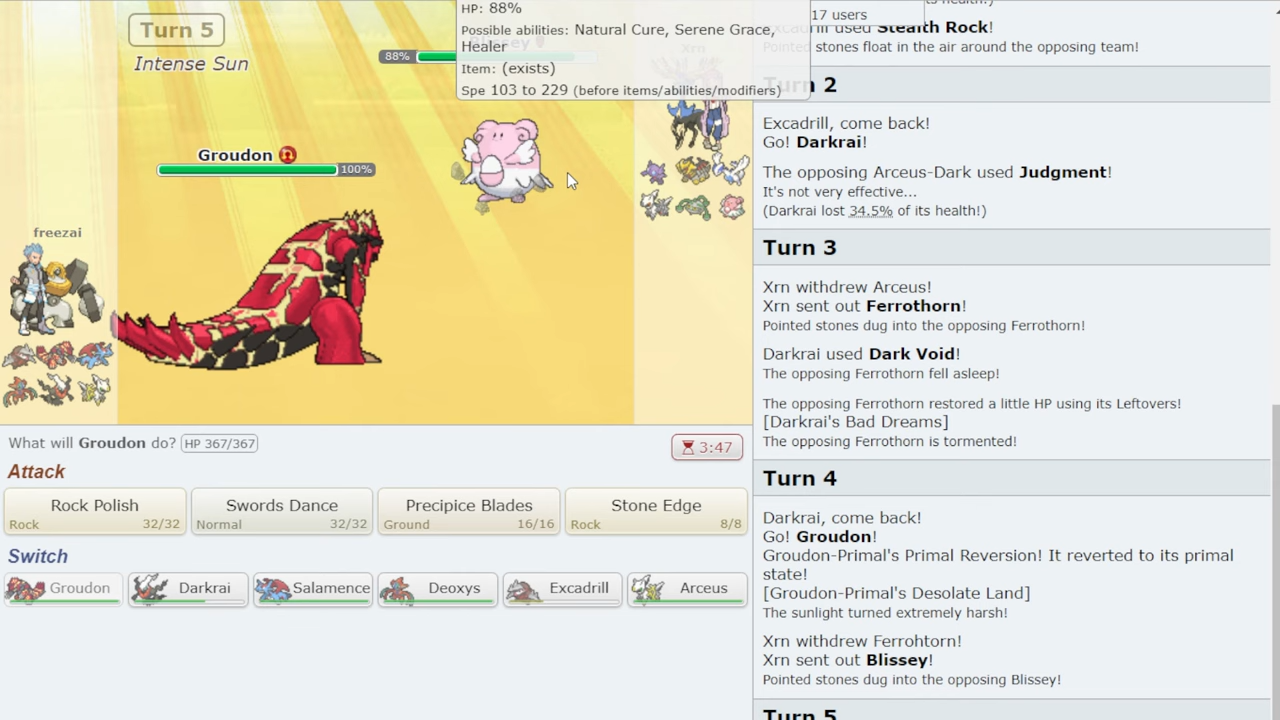 Turn 5
Intense Sun
HP: 88%
Possible abilities: Natural Cure, Serene Grace,
Healer
Item: (exists)
Spe 103 to 229 (before items/abilities/modifiers)
88%
Groudon
100%
freezai
Xrn
17 users
What will Groudon do? HP 367/367
3:47
Attack
Rock Polish
Rock 32/32
Swords Dance
Normal 32/32
Precipice Blades
Ground 16/16
Stone Edge
Rock 8/8
Switch
Groudon
Darkrai
Salamence
Deoxys
Excadrill
Arceus
used Stealth Rock!
Pointed stones float in the air around the opposing team!
Turn 2
Excadrill, come back!
Go! Darkrai!
The opposing Arceus-Dark used Judgment!
It's not very effective...
(Darkrai lost 34.5% of its health!)
Turn 3
Xrn withdrew Arceus!
Xrn sent out Ferrothorn!
Pointed stones dug into the opposing Ferrothorn!
Darkrai used Dark Void!
The opposing Ferrothorn fell asleep!
The opposing Ferrothorn restored a little HP using its Leftovers!
[Darkrai's Bad Dreams]
The opposing Ferrothorn is tormented!
Turn 4
Darkrai, come back!
Go! Groudon!
Groudon-Primal's Primal Reversion! It reverted to its primal
state!
[Groudon-Primal's Desolate Land]
The sunlight turned extremely harsh!
Xrn withdrew Ferrohtorn!
Xrn sent out Blissey!
Pointed stones dug into the opposing Blissey!
Turn 5